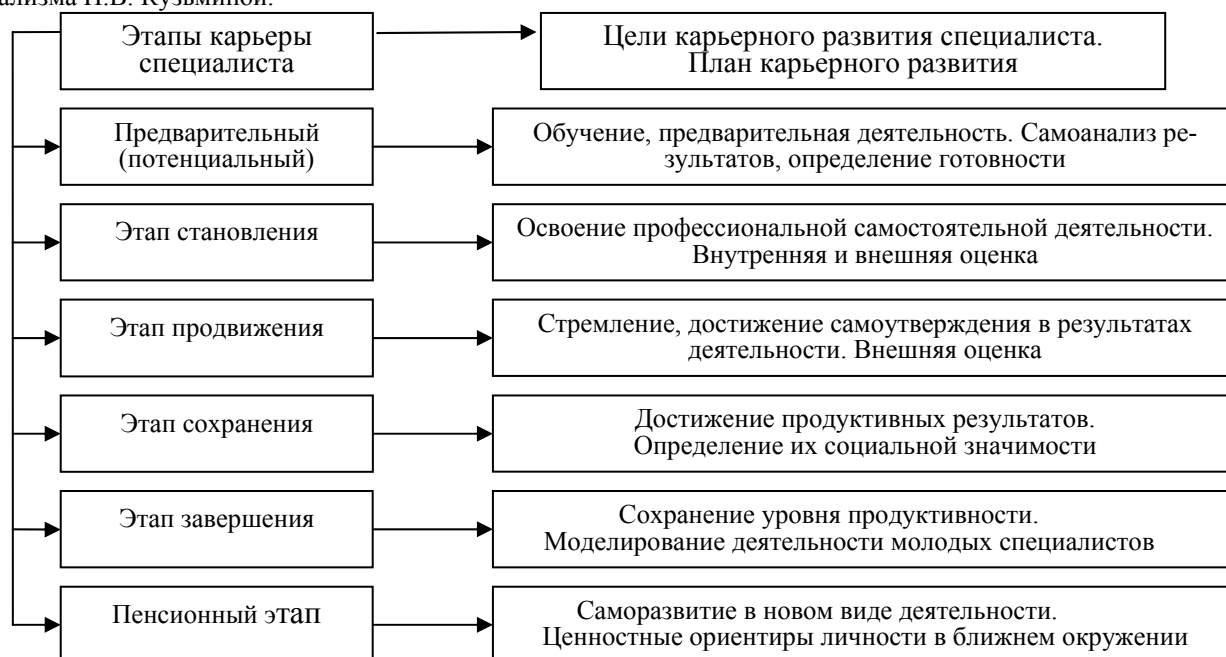 ализма Н.В. Кузьминой.
Этапы карьеры
специалиста
Цели карьерного развития специалиста.
План карьерного развития
Предварительный
(потенциальный)
Обучение, предварительная деятельность. Самоанализ ре-
зультатов, определение готовности
Этап становления
Освоение профессиональной самостоятельной деятельности.
Внутренняя и внешняя оценка
Этап продвижения
Стремление, достижение самоутверждения в результатах
деятельности. Внешняя оценка
Этап сохранения
Достижение продуктивных результатов.
Определение их социальной значимости
Этап завершения
Сохранение уровня продуктивности.
Моделирование деятельности молодых специалистов
Пенсионный этап
Саморазвитие в новом виде деятельности.
Ценностные ориентиры личности в ближнем окружении